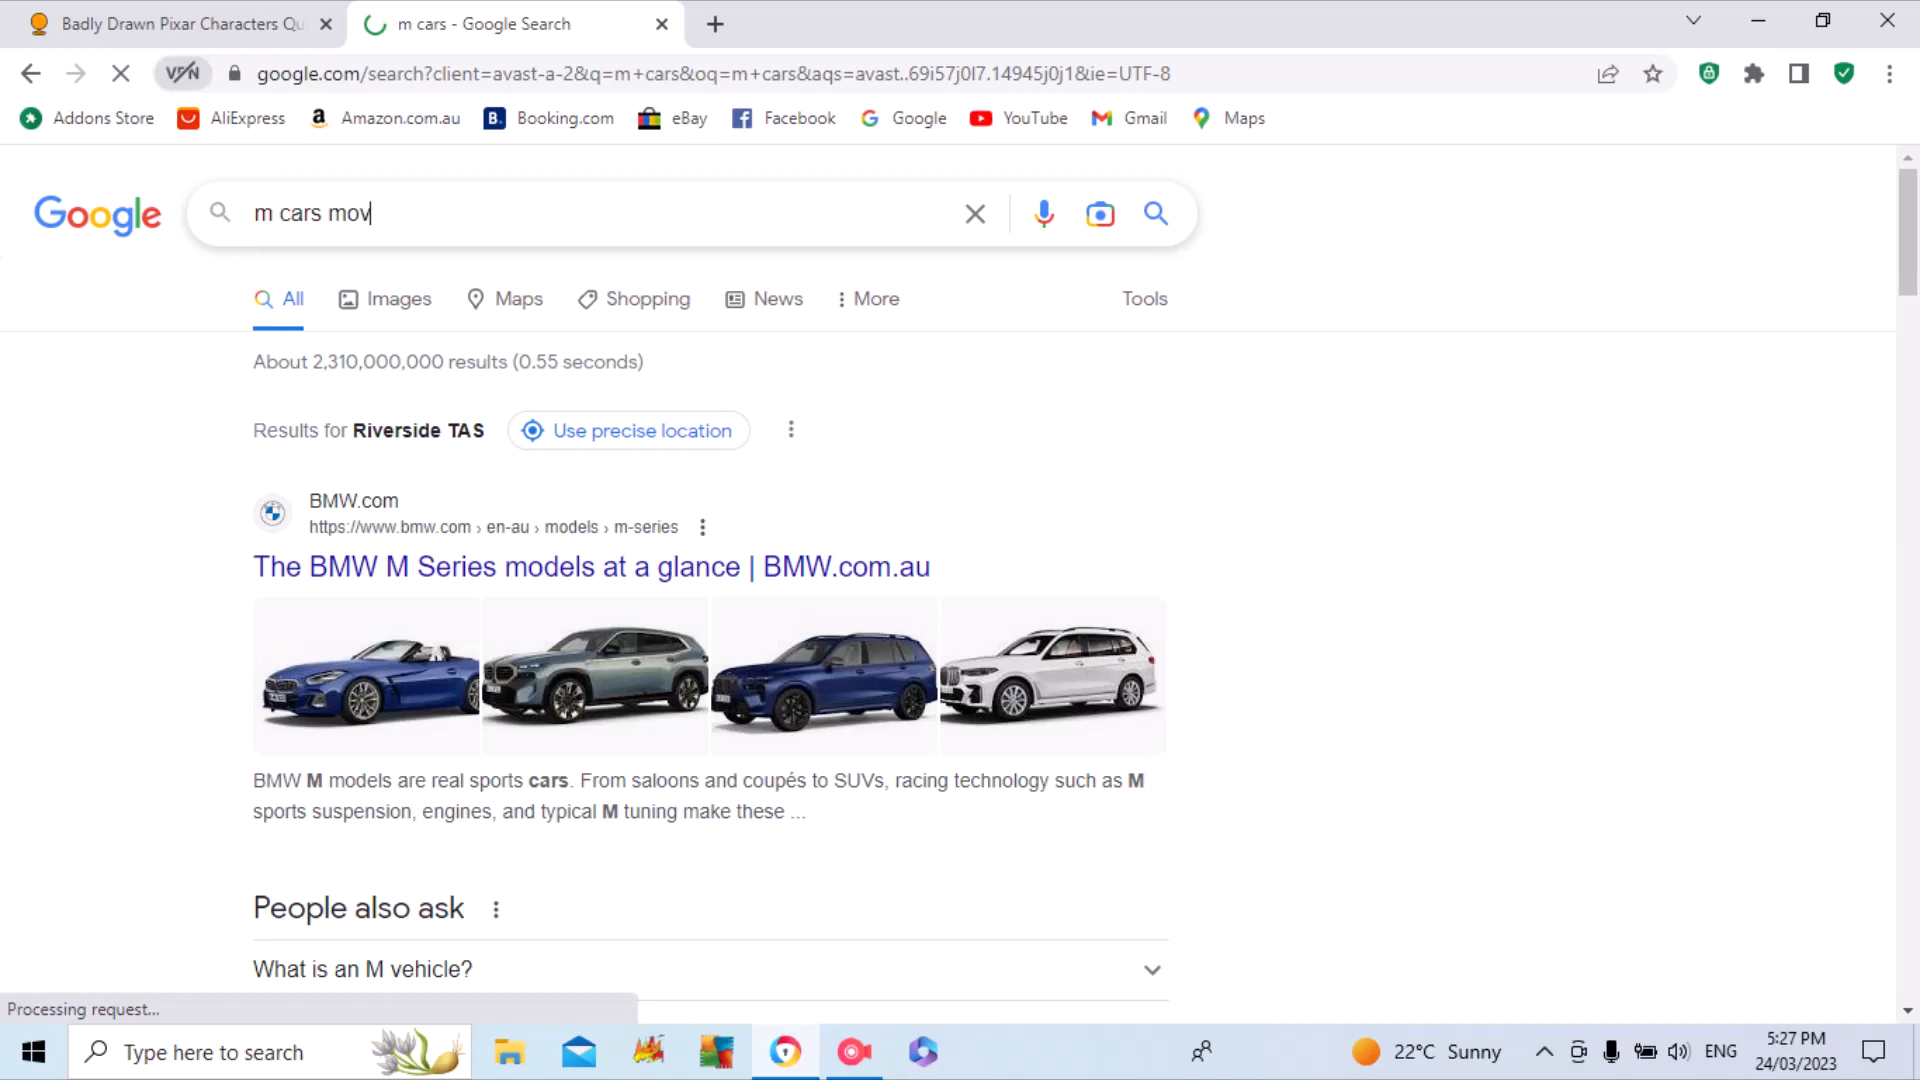 Badly Drawn Pixar Characters Qu
m cars - Google Search
VPN
google.com/search?client=avast-a-2&q=m+cars&oq=m+cars&aqs=avast..69i57j0l7.14945j0j1&ie=UTF-8
Addons Store
AliExpress
Amazon.com.au
Booking.com
eBay
Facebook
Google
YouTube
Gmail
Maps
Google
m cars mov
All
Images
Maps
Shopping
News
More
Tools
About 2,310,000,000 results (0.55 seconds)
Results for Riverside TAS
Use precise location
BMW.com
https://www.bmw.com › en-au › models › m-series
The BMW M Series models at a glance | BMW.com.au
BMW M models are real sports cars. From saloons and coupés to SUVs, racing technology such as M
sports suspension, engines, and typical M tuning make these ...
People also ask
What is an M vehicle?
Processing request...
Type here to search
22°C Sunny
ENG
5:27 PM
24/03/2023